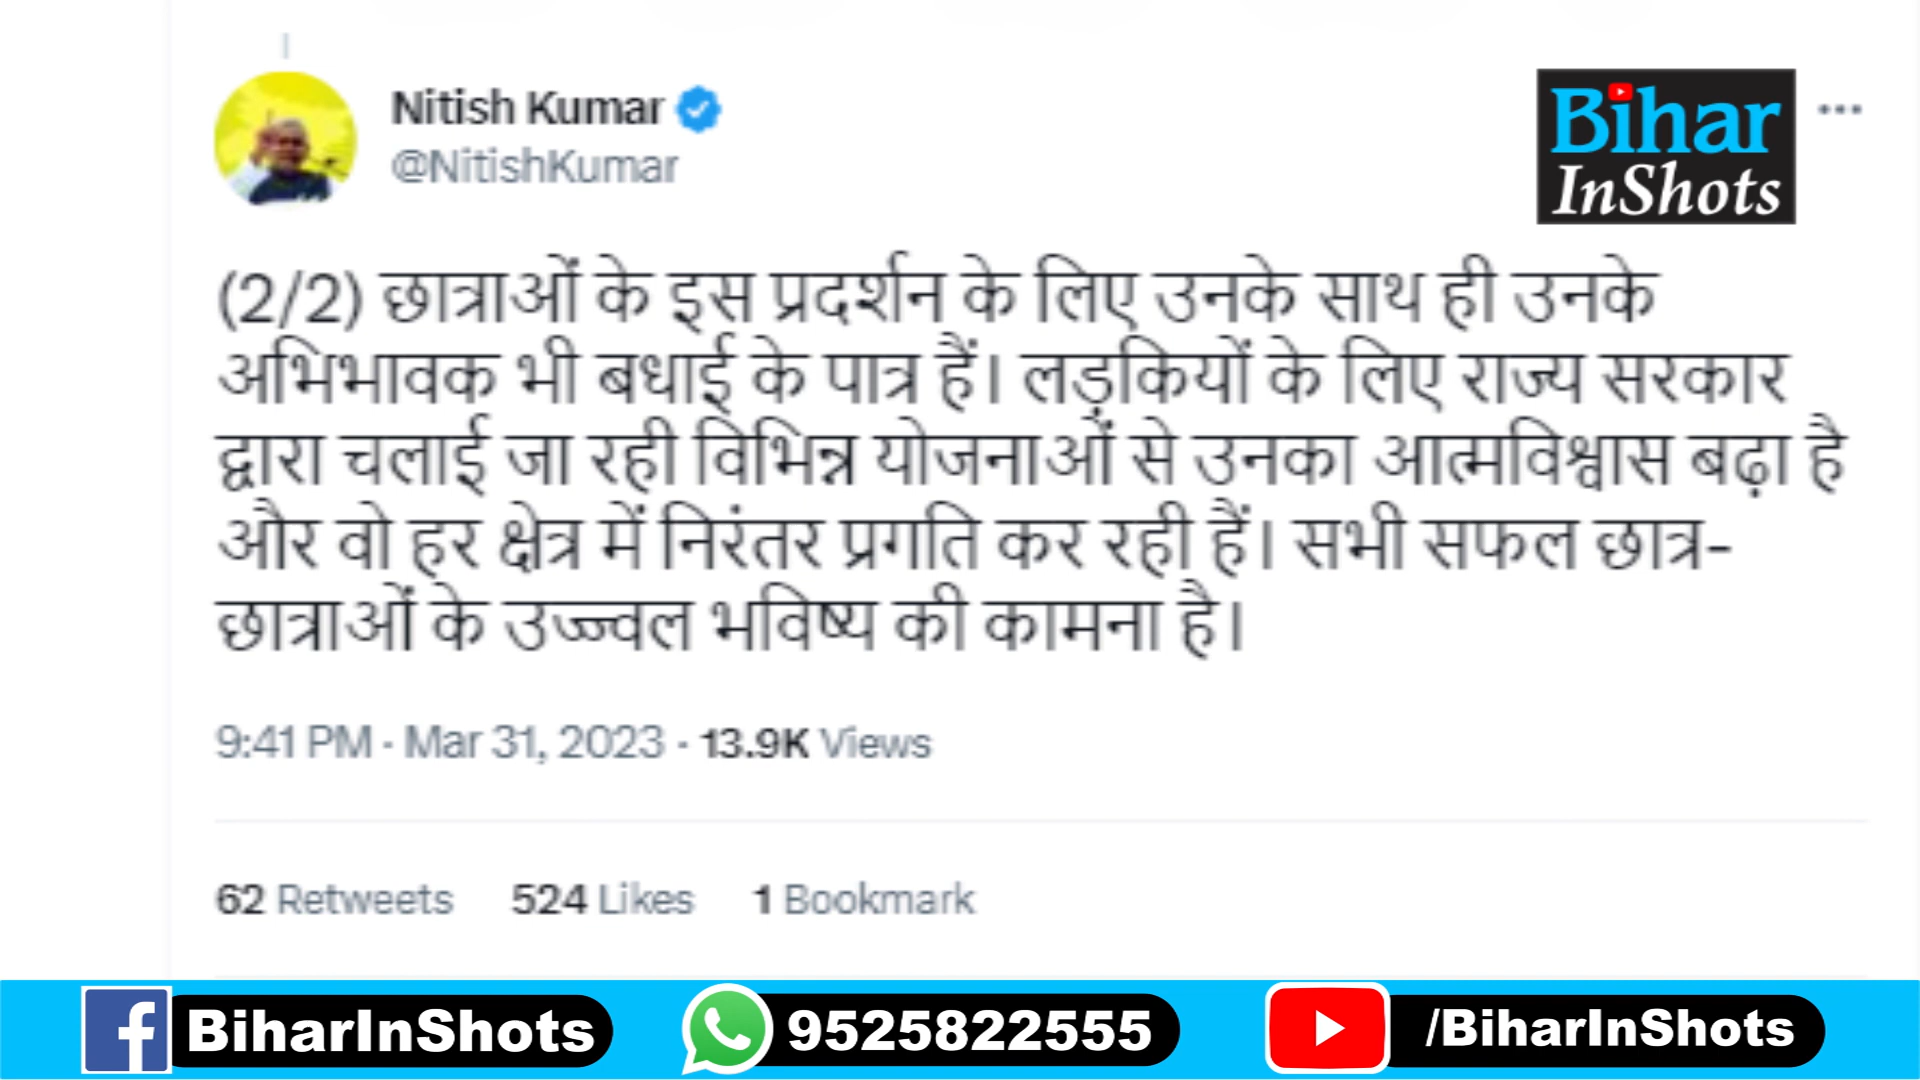 Nitish Kumar
@NitishKumar
Bihar
InShots
(2/2) छात्राओं के इस प्रदर्शन के लिए उनके साथ ही उनके
अभिभावक भी बधाई के पात्र हैं। लड़कियों के लिए राज्य सरकार
द्वारा चलाई जा रही विभिन्न योजनाओं से उनका आत्मविश्वास बढ़ा है
और वो हर क्षेत्र में निरंतर प्रगति कर रही हैं। सभी सफल छात्र-
छात्राओं के उज्ज्वल भविष्य की कामना है।
9:41 PM · Mar 31, 2023 · 13.9K Views
62 Retweets 524 Likes 1 Bookmark
BiharInShots 9525822555 /BiharInShots